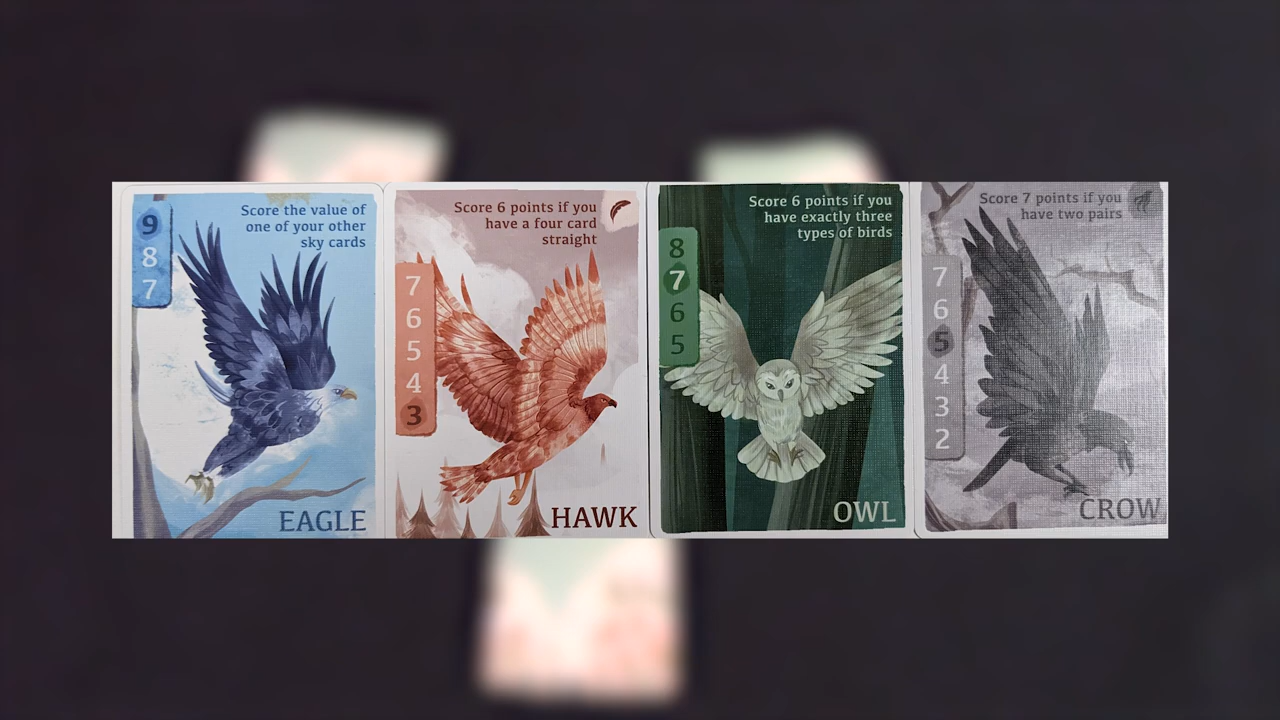 9
8
7
Score the value of
one of your other
sky cards
EAGLE
Score 6 points if you
have a four card
straight
7
6
5
4
3
HAWK
Score 6 points if you
have exactly three
types of birds
8
7
6
5
OWL
Score 7 points if you
have two pairs
7
6
5
4
3
2
CROW